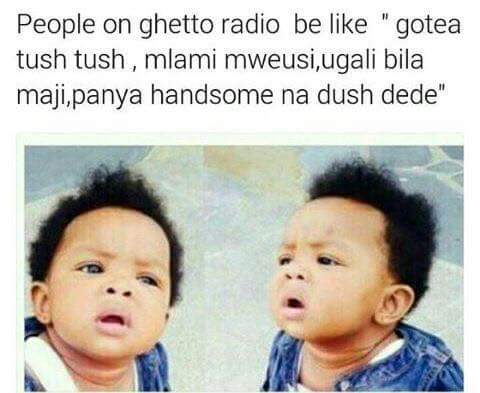 People on ghetto radio  be like  " gotea
tush tush , mlami mweusi,ugali bila
maji,panya handsome na dush dede"